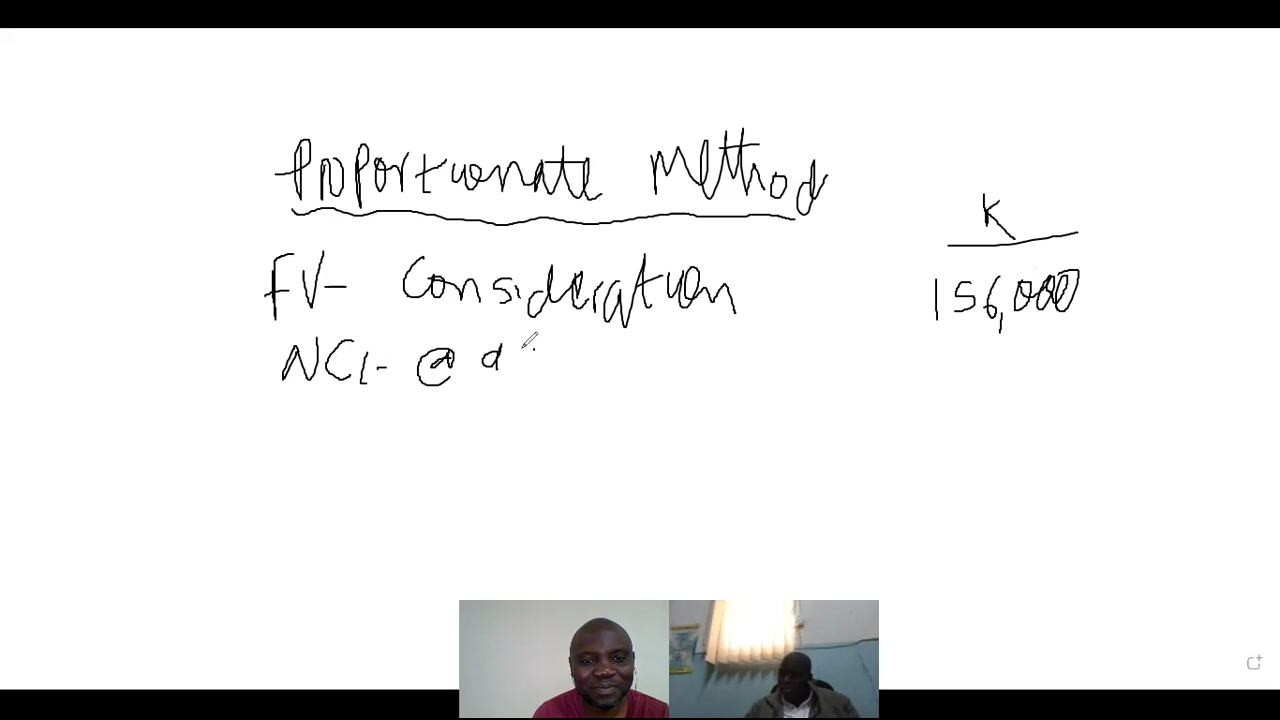 Proportionate Method
K
FV- Consideration 156,000
NCI- @ d